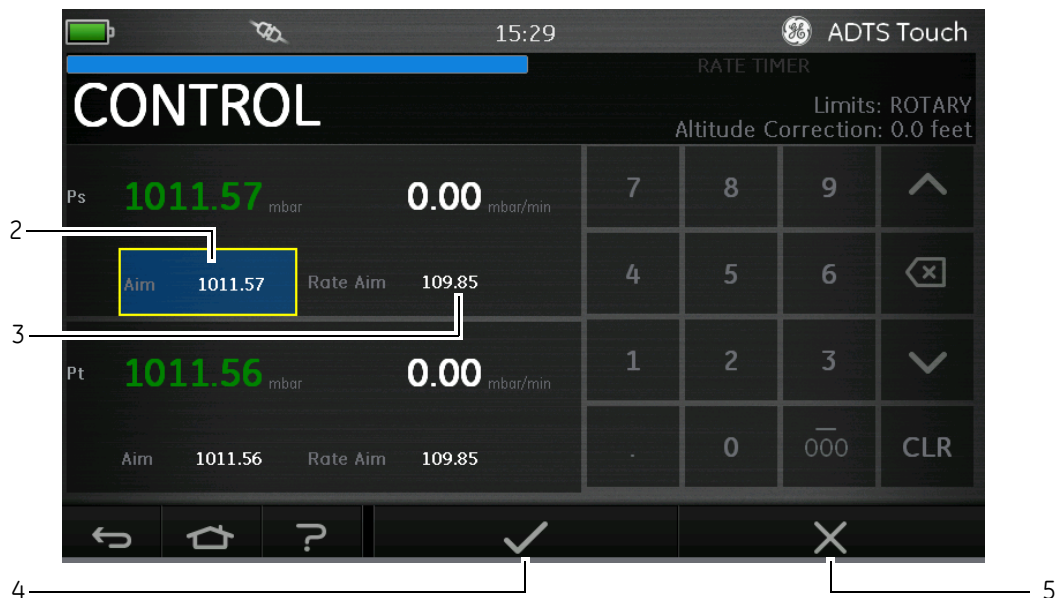 15:29 ADTS Touch
RATE TIMER
CONTROL
Limits: ROTARY
Altitude Correction: 0.0 feet
Ps 1011.57 mbar 0.00 mbar/min
7 8 9
2
Aim 1011.57 Rate Aim 109.85
4 5 6
3
Pt 1011.56 mbar 0.00 mbar/min
1 2 3
Aim 1011.56 Rate Aim 109.85
. 0 000 CLR
?
4 5